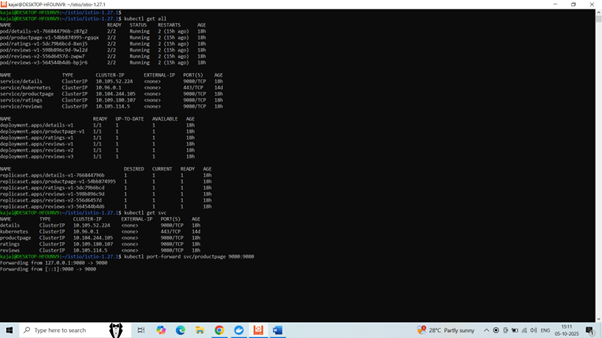 kajal@DESKTOP-HFOUNV9: ~/istio/istio-1.27.1
kajal@DESKTOP-HFOUNV9:~/istio/istio-1.27.1$ kubectl get all
NAME READY STATUS RESTARTS AGE
pod/details-v1-766844796b-z87g2 2/2 Running 2 (15h ago) 18h
pod/productpage-v1-54bb874995-rgqqx 2/2 Running 2 (15h ago) 18h
pod/ratings-v1-5dc79b6bcd-8xnj5 2/2 Running 2 (15h ago) 18h
pod/reviews-v1-598b896c9d-9wl2d 2/2 Running 2 (15h ago) 18h
pod/reviews-v2-556d6457d-zwpw7 2/2 Running 2 (15h ago) 18h
pod/reviews-v3-564544b4d6-bpjr6 2/2 Running 2 (15h ago) 18h
NAME TYPE CLUSTER-IP EXTERNAL-IP PORT(S) AGE
service/details ClusterIP 10.105.52.224 <none> 9080/TCP 18h
service/kubernetes ClusterIP 10.96.0.1 <none> 443/TCP 14d
service/productpage ClusterIP 10.104.244.105 <none> 9080/TCP 18h
service/ratings ClusterIP 10.109.180.107 <none> 9080/TCP 18h
service/reviews ClusterIP 10.105.114.5 <none> 9080/TCP 18h
NAME READY UP-TO-DATE AVAILABLE AGE
deployment.apps/details-v1 1/1 1 1 18h
deployment.apps/productpage-v1 1/1 1 1 18h
deployment.apps/ratings-v1 1/1 1 1 18h
deployment.apps/reviews-v1 1/1 1 1 18h
deployment.apps/reviews-v2 1/1 1 1 18h
deployment.apps/reviews-v3 1/1 1 1 18h
NAME DESIRED CURRENT READY AGE
replicaset.apps/details-v1-766844796b 1 1 1 18h
replicaset.apps/productpage-v1-54bb874995 1 1 1 18h
replicaset.apps/ratings-v1-5dc79b6bcd 1 1 1 18h
replicaset.apps/reviews-v1-598b896c9d 1 1 1 18h
replicaset.apps/reviews-v2-556d6457d 1 1 1 18h
replicaset.apps/reviews-v3-564544b4d6 1 1 1 18h
kajal@DESKTOP-HFOUNV9:~/istio/istio-1.27.1$ kubectl get svc
NAME TYPE CLUSTER-IP EXTERNAL-IP PORT(S) AGE
details ClusterIP 10.105.52.224 <none> 9080/TCP 18h
kubernetes ClusterIP 10.96.0.1 <none> 443/TCP 14d
productpage ClusterIP 10.104.244.105 <none> 9080/TCP 18h
ratings ClusterIP 10.109.180.107 <none> 9080/TCP 18h
reviews ClusterIP 10.105.114.5 <none> 9080/TCP 18h
kajal@DESKTOP-HFOUNV9:~/istio/istio-1.27.1$ kubectl port-forward svc/productpage 9080:9080
Forwarding from 127.0.0.1:9080 -> 9080
Forwarding from [::1]:9080 -> 9080
Type here to search
28°C Partly sunny
ENG
15:11
05-10-2025